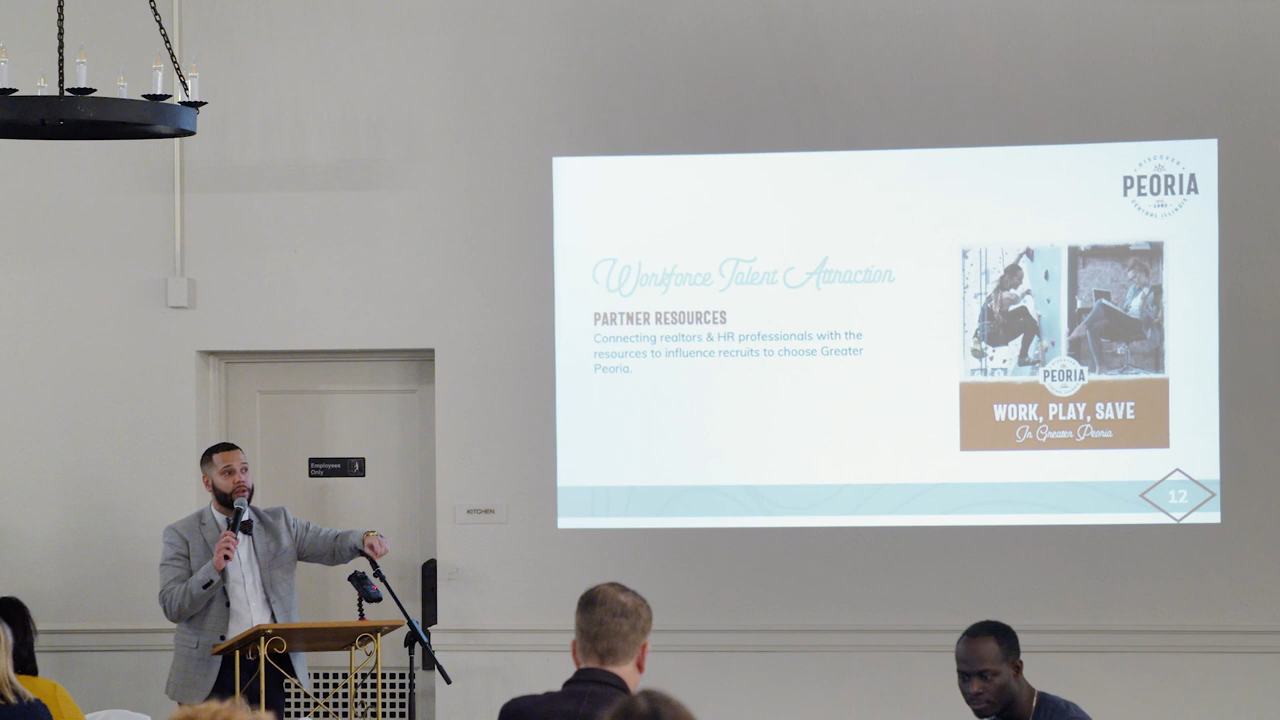 DISCOVER
PEORIA
CENTRAL ILLINOIS
Workforce Talent Attraction
PARTNER RESOURCES
Connecting realtors & HR professionals with the
resources to influence recruits to choose Greater
Peoria.
PEORIA
WORK, PLAY, SAVE
In Greater Peoria
12
Employees
Only
KITCHEN